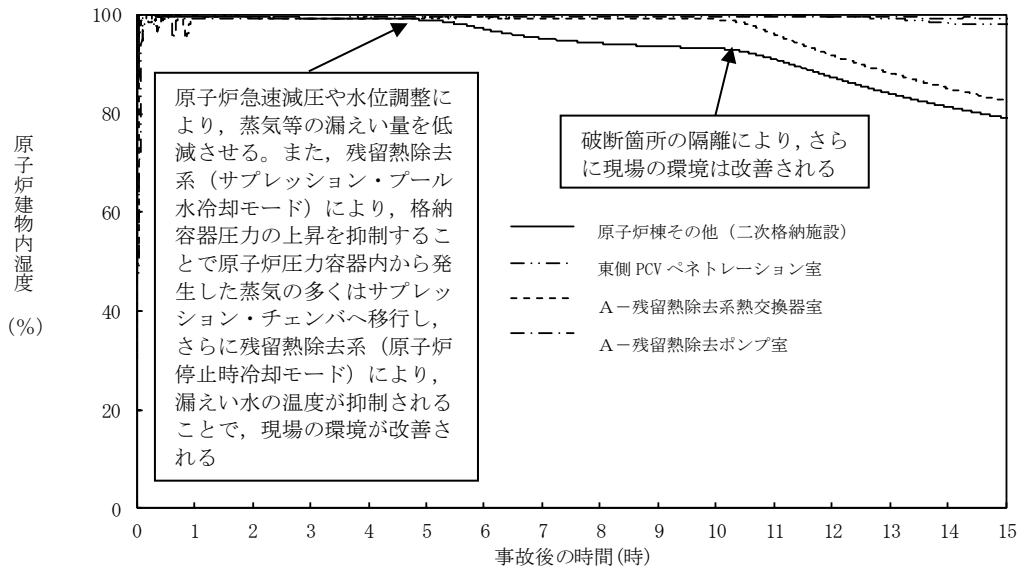 100
80
60
40
20
0
原子炉建物内湿度
(%)
原子炉急速減圧や水位調整に
より，蒸気等の漏えい量を低
減させる。また，残留熱除去
系（サプレッション・プール
水冷却モード）により，格納
容器圧力の上昇を抑制するこ
とで原子炉圧力容器内から発
生した蒸気の多くはサプレッ
ション・チェンバへ移行し，
さらに残留熱除去系（原子炉
停止時冷却モード）により，
漏えい水の温度が抑制される
ことで，現場の環境が改善さ
れる
破断箇所の隔離により，さら
に現場の環境は改善される
原子炉棟その他（二次格納施設）
東側 PCV ペネトレーション室
A－残留熱除去系熱交換器室
A－残留熱除去ポンプ室
0 1 2 3 4 5 6 7 8 9 10 11 12 13 14 15
事故後の時間(時)